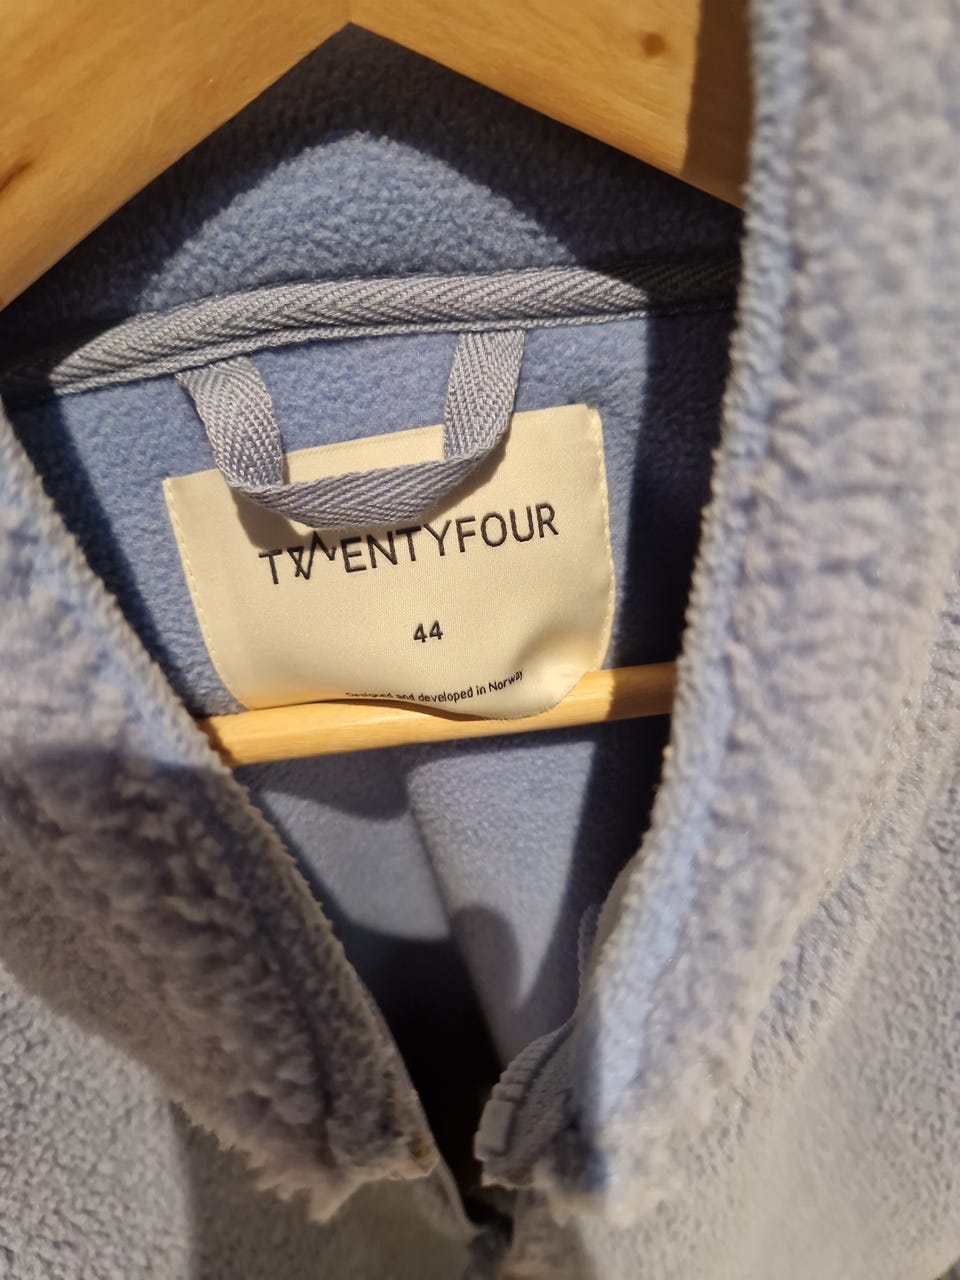 TWENTYFOUR
44
Designed and developed in Norway